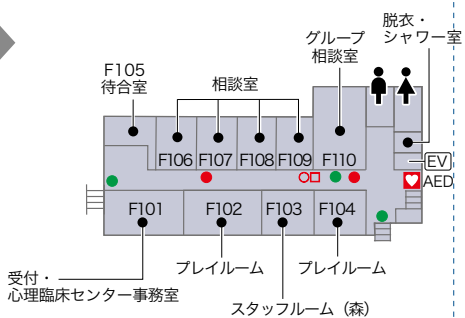 脱衣・
シャワー室
グループ
相談室
F105
待合室
相談室
F106
F107
F108
F109
F110
EV
AED
F101
F102
F103
F104
受付・
心理臨床センター事務室
プレイルーム
プレイルーム
スタッフルーム（森）